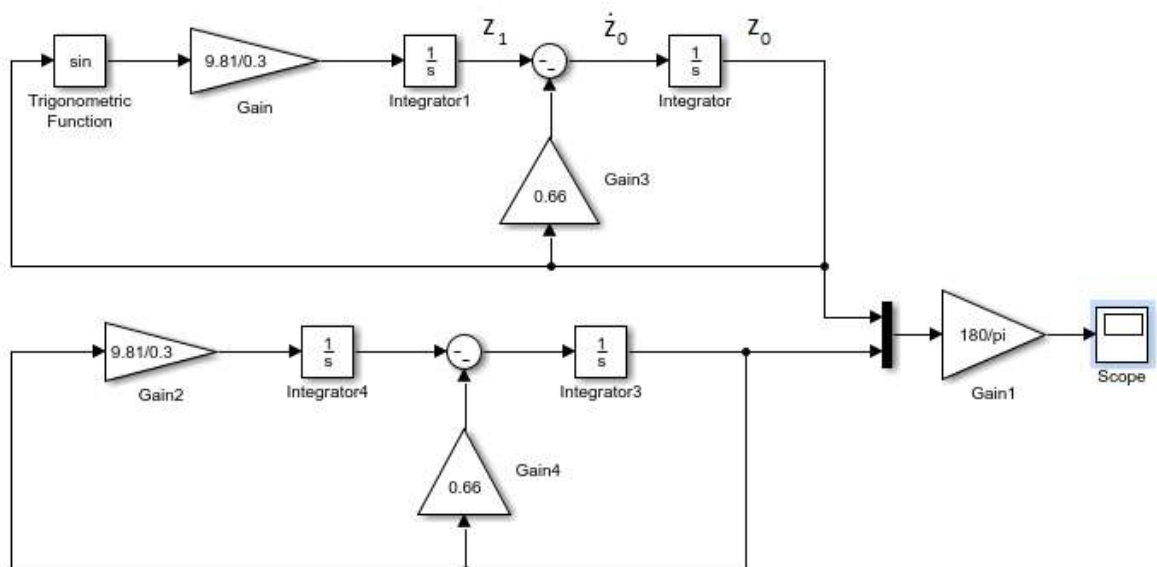 Z1
Ż0
Z0
sin
9.81/0.3
1
s
--
1
s
Trigonometric
Function
Gain
Integrator1
Integrator
0.66
Gain3
9.81/0.3
1
s
--
1
s
180/pi
Gain2
Integrator4
Integrator3
Gain1
Scope
0.66
Gain4